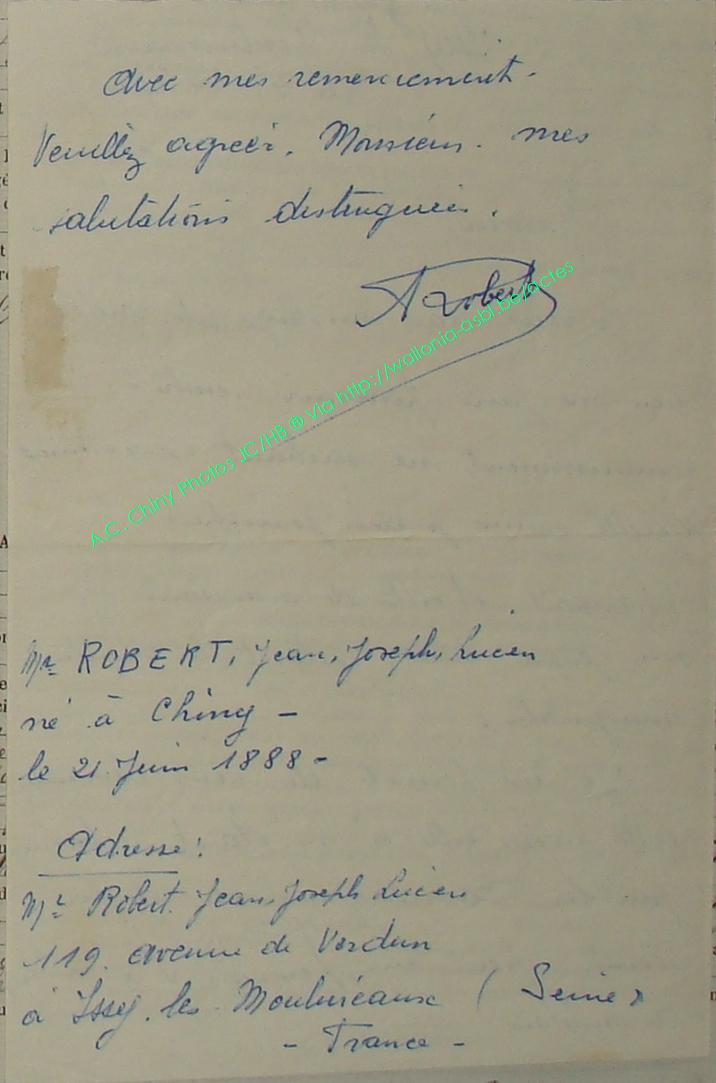 Avec mes remerciement.
Veuillez agréer. Monsieur. mes
salutations distinguées.
A Robert
A.C. Chiny Photos JC/HB ® Via http://wallonia-asbl.be/actes
Mr ROBERT, Jean, Joseph, Lucien
né à Chiny -
le 21 Juin 1888 -
Adresse:
Mr Robert. Jean, Joseph Lucien
119. avenue de Verdun
à Issy. les - Moulineaux (Seine)
- France -